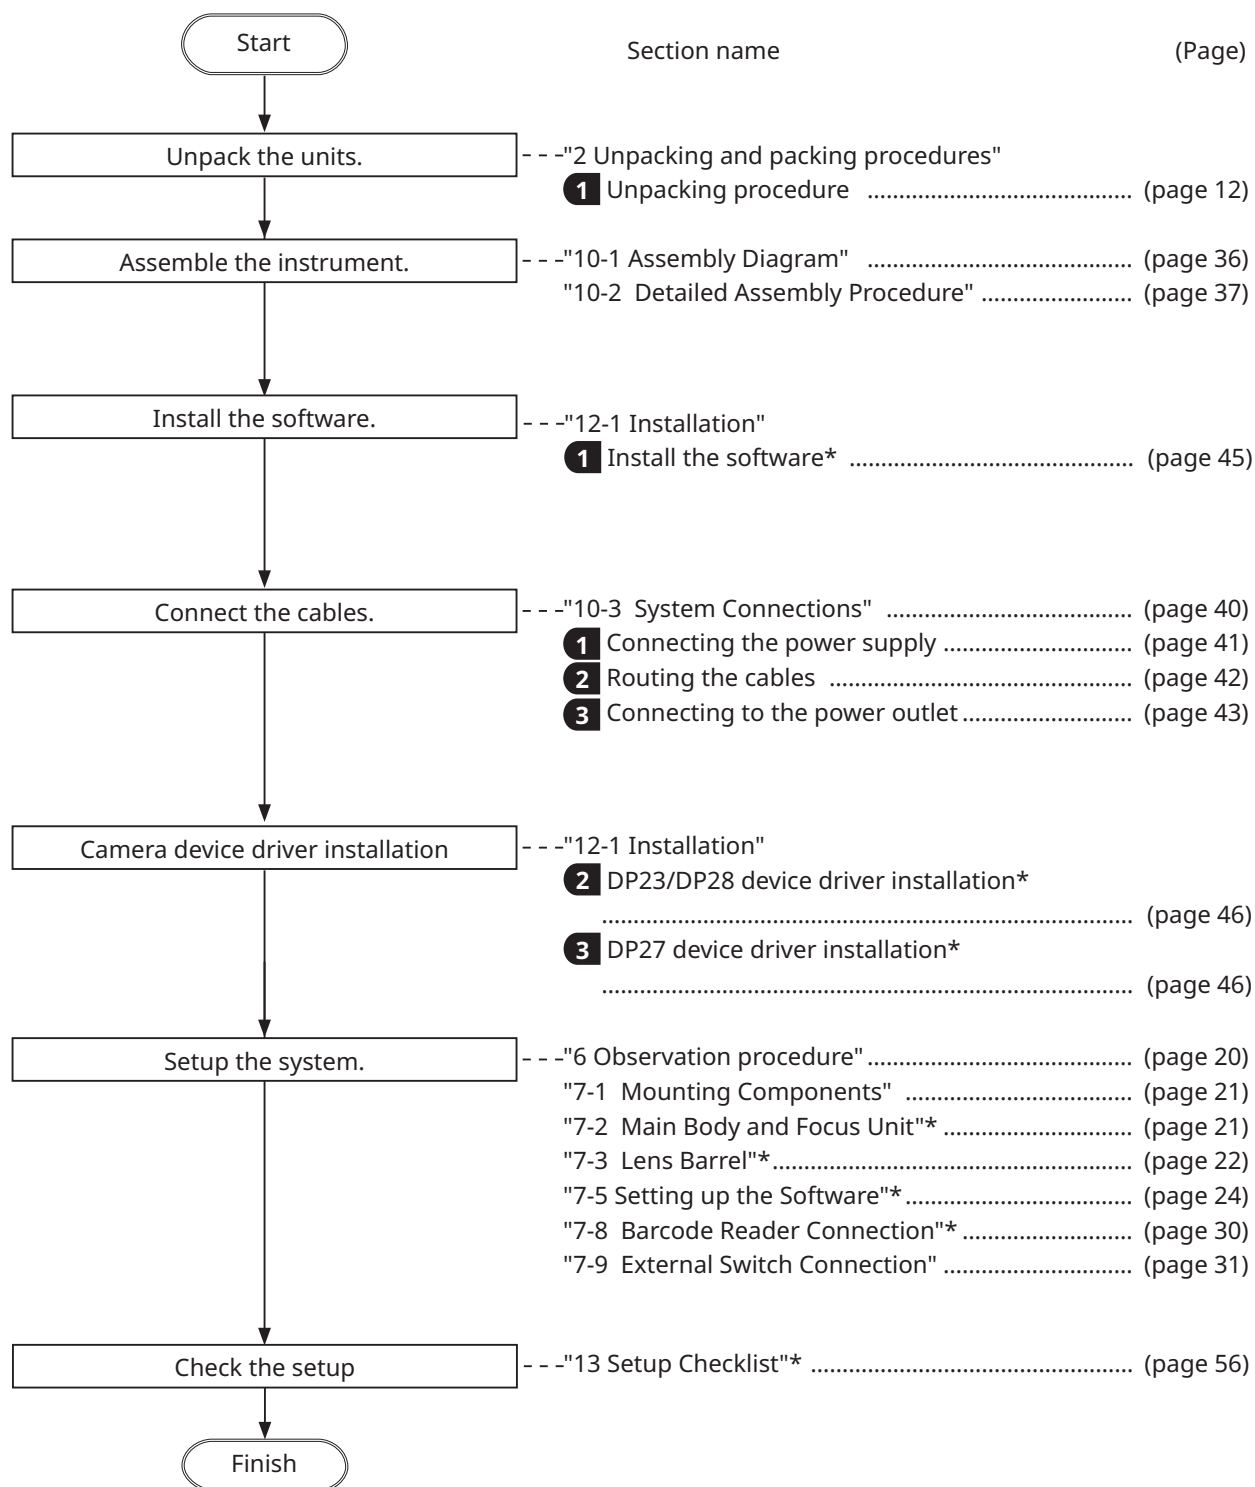 Start
Section name (Page)
Unpack the units.
"2 Unpacking and packing procedures"
1 Unpacking procedure .......................................... (page 12)
Assemble the instrument.
"10-1 Assembly Diagram" .......................................... (page 36)
"10-2 Detailed Assembly Procedure" ........................ (page 37)
Install the software.
"12-1 Installation"
1 Install the software* ............................................. (page 45)
Connect the cables.
"10-3 System Connections" ....................................... (page 40)
1 Connecting the power supply .............................. (page 41)
2 Routing the cables ................................................ (page 42)
3 Connecting to the power outlet ........................... (page 43)
Camera device driver installation
"12-1 Installation"
2 DP23/DP28 device driver installation*
.................................................................................... (page 46)
3 DP27 device driver installation*
.................................................................................... (page 46)
Setup the system.
"6 Observation procedure" .......................................... (page 20)
"7-1 Mounting Components" .................................... (page 21)
"7-2 Main Body and Focus Unit"* .............................. (page 21)
"7-3 Lens Barrel"* ......................................................... (page 22)
"7-5 Setting up the Software"* .................................... (page 24)
"7-8 Barcode Reader Connection"* ........................... (page 30)
"7-9 External Switch Connection" .............................. (page 31)
Check the setup
"13 Setup Checklist"* ................................................... (page 56)
Finish